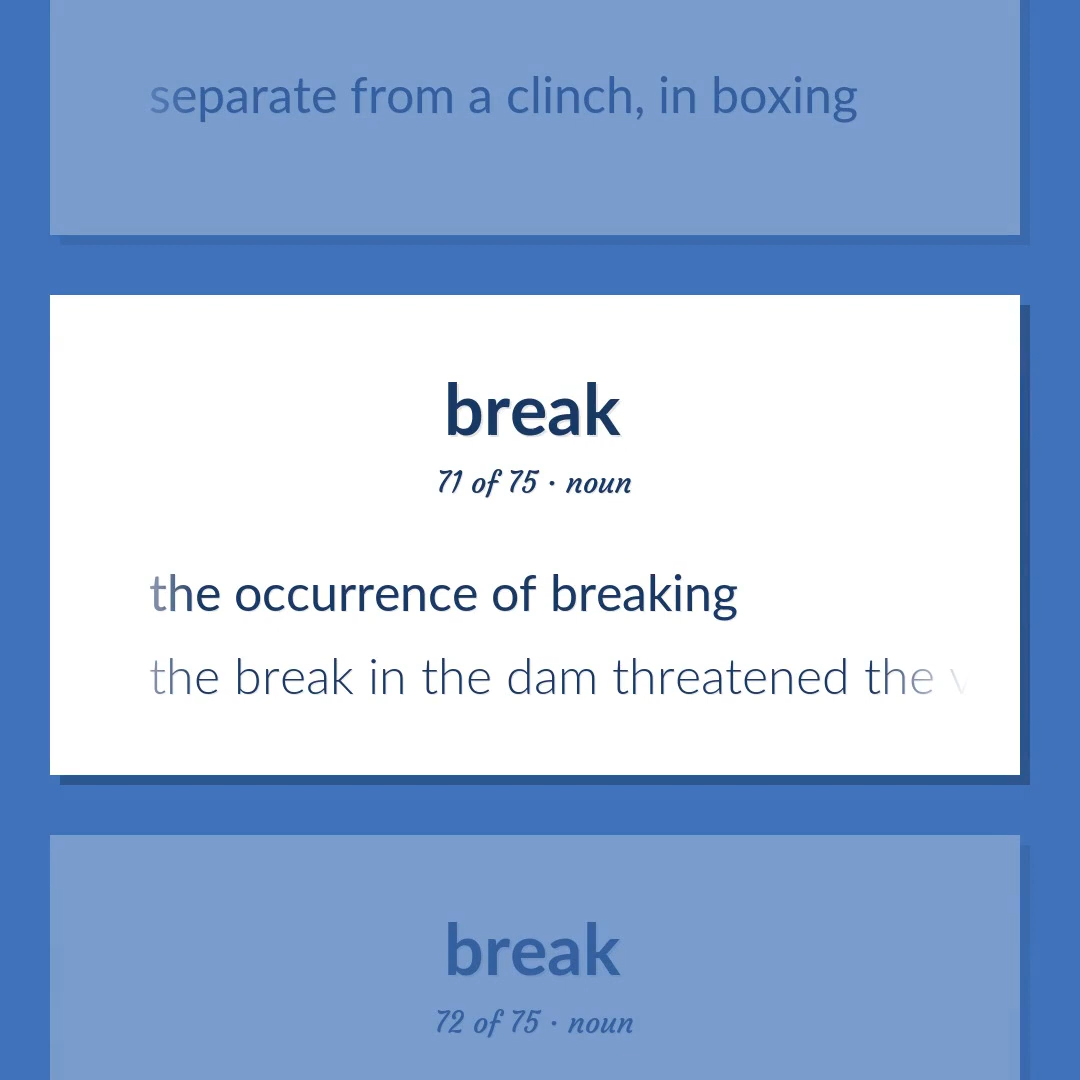 separate from a clinch, in boxing
break
71 of 75 · noun
the occurrence of breaking
the break in the dam threatened the
break
72 of 75 · noun